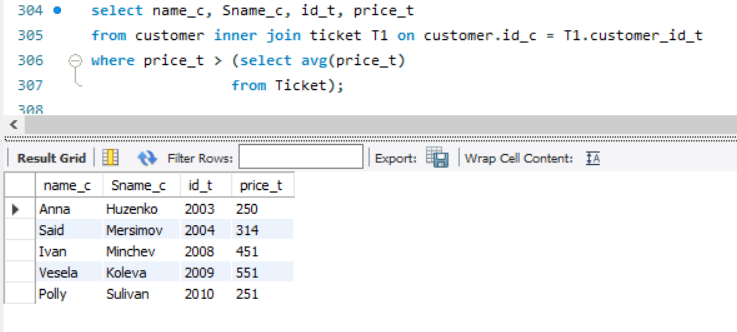 304 select name_c, Sname_c, id_t, price_t
305 from customer inner join ticket T1 on customer.id_c = T1.customer_id_t
306 where price_t > (select avg(price_t)
307 from Ticket);
308
Result Grid Filter Rows: Export: Wrap Cell Content: IA
name_c Sname_c id_t price_t
Anna Huzenko 2003 250
Said Mersimov 2004 314
Ivan Minchev 2008 451
Vesela Koleva 2009 551
Polly Sulivan 2010 251